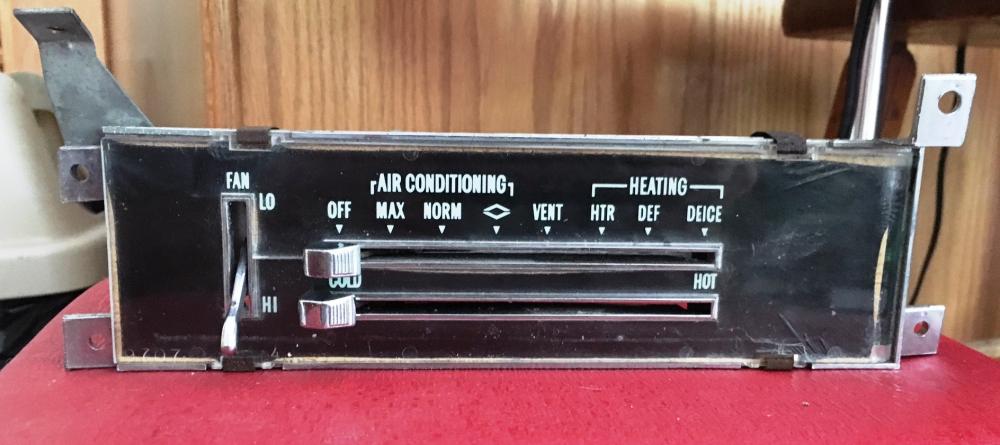 FAN
LO
HI
AIR CONDITIONING
HEATING
OFF MAX NORM VENT HTR DEF DEICE
COLD HOT